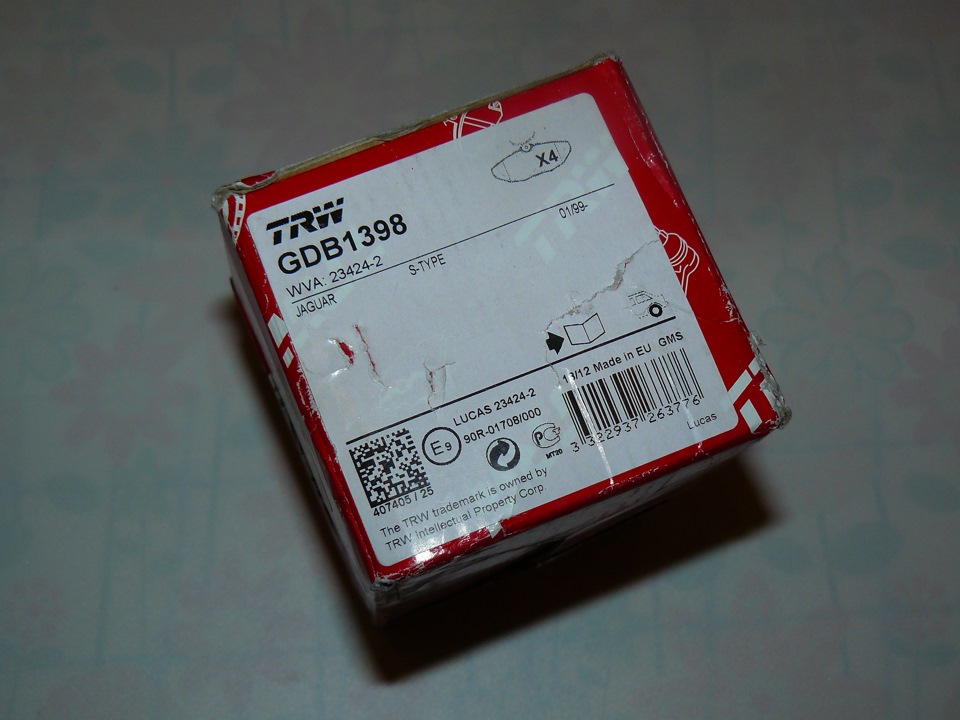 X4
TRW
GDB1398
WVA: 23424-2
JAGUAR S-TYPE 01/99-
13/12 Made in EU GMS
LUCAS 23424-2
E9 90R-01708/000
MT20
3 322937 263776
Lucas
407405 / 25
The TRW trademark is owned by
TRW Intellectual Property Corp